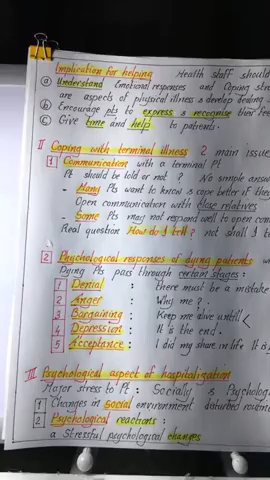 Implication for helping Health staff should
(a) Understand Emotional responses and Coping stra
are aspects of physical illness & develop dealing
(b) Encourage pts to express & recognise their fee
(c) Give time and help to patients.
II Coping with terminal illness 2 main issue
1 Communication with a terminal Pt
Pt should be told or not? No simple answe
- Many Pts want to know & cope better if they
Open communication with close relatives
- Some Pts may not respond well to open com
Real question How do I tell? not shall I t
2 Psychological responses of dying patients
Dying Pts pass through certain stages:
1 Denial : There must be a mistake
2 Anger : Why me?
3 Bargaining : Keep me alive untill <
4 Depression : It is the end.
5 Acceptance : I did my share in life It is
III Psychological aspect of hospitalization
Major stress to Pt: Socially & Psycholog
1 Changes in social environment disturbed routine
2 Psychological reactions:
a Stressful psychological changes